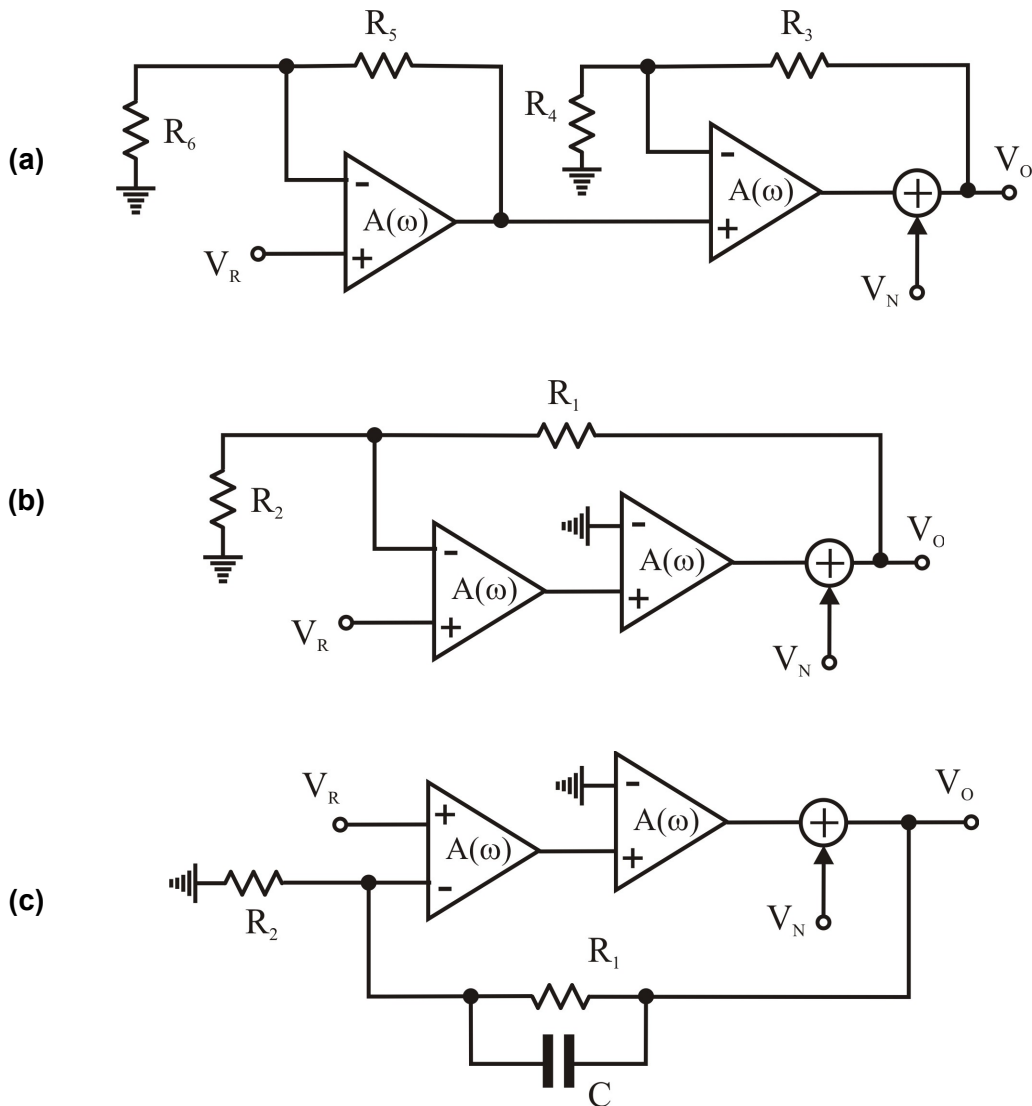 (a)
R5
R3
R6
R4
-
A(ω)
+
VR
-
A(ω)
+
+
VO
VN
(b)
R1
R2
-
A(ω)
+
VR
-
A(ω)
+
+
VO
VN
(c)
VR
+
A(ω)
-
-
A(ω)
+
+
VO
VN
R2
R1
C